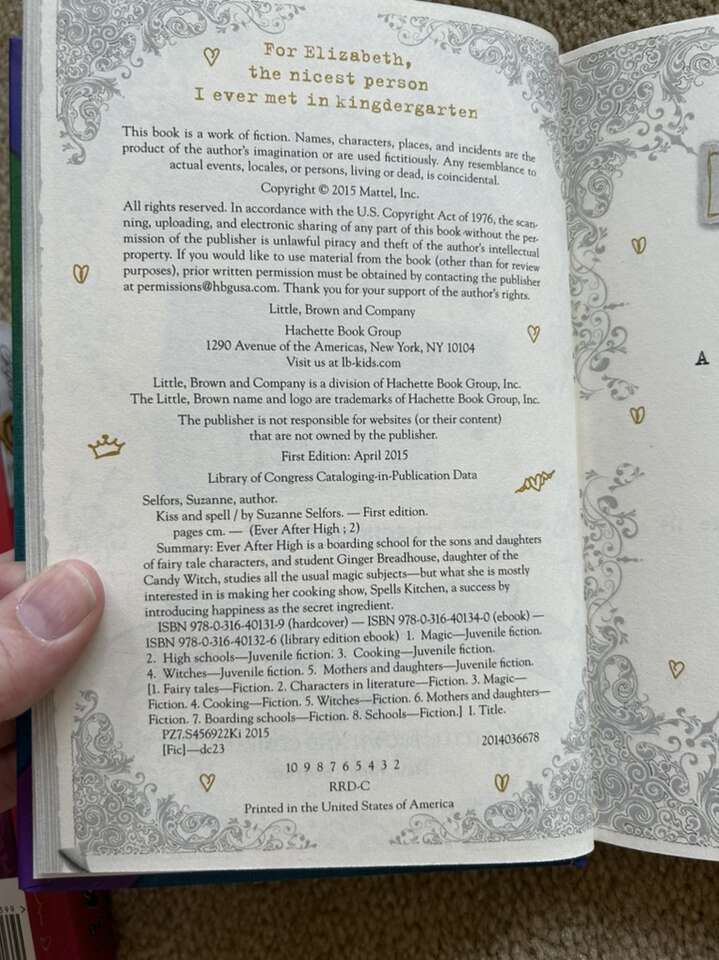 For Elizabeth,
the nicest person
I ever met in kingdergarten
This book is a work of fiction. Names, characters, places, and incidents are the
product of the author's imagination or are used fictitiously. Any resemblance to
actual events, locales, or persons, living or dead, is coincidental.
Copyright © 2015 Mattel, Inc.
All rights reserved. In accordance with the U.S. Copyright Act of 1976, the scan-
ning, uploading, and electronic sharing of any part of this book without the per-
mission of the publisher is unlawful piracy and theft of the author's intellectual
property. If you would like to use material from the book (other than for review
purposes), prior written permission must be obtained by contacting the publisher
at permissions@hbgusa.com. Thank you for your support of the author's rights.
Little, Brown and Company
Hachette Book Group
1290 Avenue of the Americas, New York, NY 10104
Visit us at lb-kids.com
Little, Brown and Company is a division of Hachette Book Group, Inc.
The Little, Brown name and logo are trademarks of Hachette Book Group, Inc.
The publisher is not responsible for websites (or their content)
that are not owned by the publisher.
First Edition: April 2015
Library of Congress Cataloging-in-Publication Data
Selfors, Suzanne, author.
Kiss and spell / by Suzanne Selfors. — First edition.
pages cm. — (Ever After High ; 2)
Summary: Ever After High is a boarding school for the sons and daughters
of fairy tale characters, and student Ginger Breadhouse, daughter of the
Candy Witch, studies all the usual magic subjects—but what she is mostly
interested in is making her cooking show, Spells Kitchen, a success by
introducing happiness as the secret ingredient.
ISBN 978-0-316-40131-9 (hardcover) — ISBN 978-0-316-40134-0 (ebook) —
ISBN 978-0-316-40132-6 (library edition ebook) 1. Magic—Juvenile fiction.
2. High schools—Juvenile fiction. 3. Cooking—Juvenile fiction.
4. Witches—Juvenile fiction. 5. Mothers and daughters—Juvenile fiction.
[1. Fairy tales—Fiction. 2. Characters in literature—Fiction. 3. Magic—
Fiction. 4. Cooking—Fiction. 5. Witches—Fiction. 6. Mothers and daughters—
Fiction. 7. Boarding schools—Fiction. 8. Schools—Fiction.] I. Title.
PZ7.S456922Ki 2015
[Fic]—dc23
2014036678
10 9 8 7 6 5 4 3 2
RRD-C
Printed in the United States of America
A